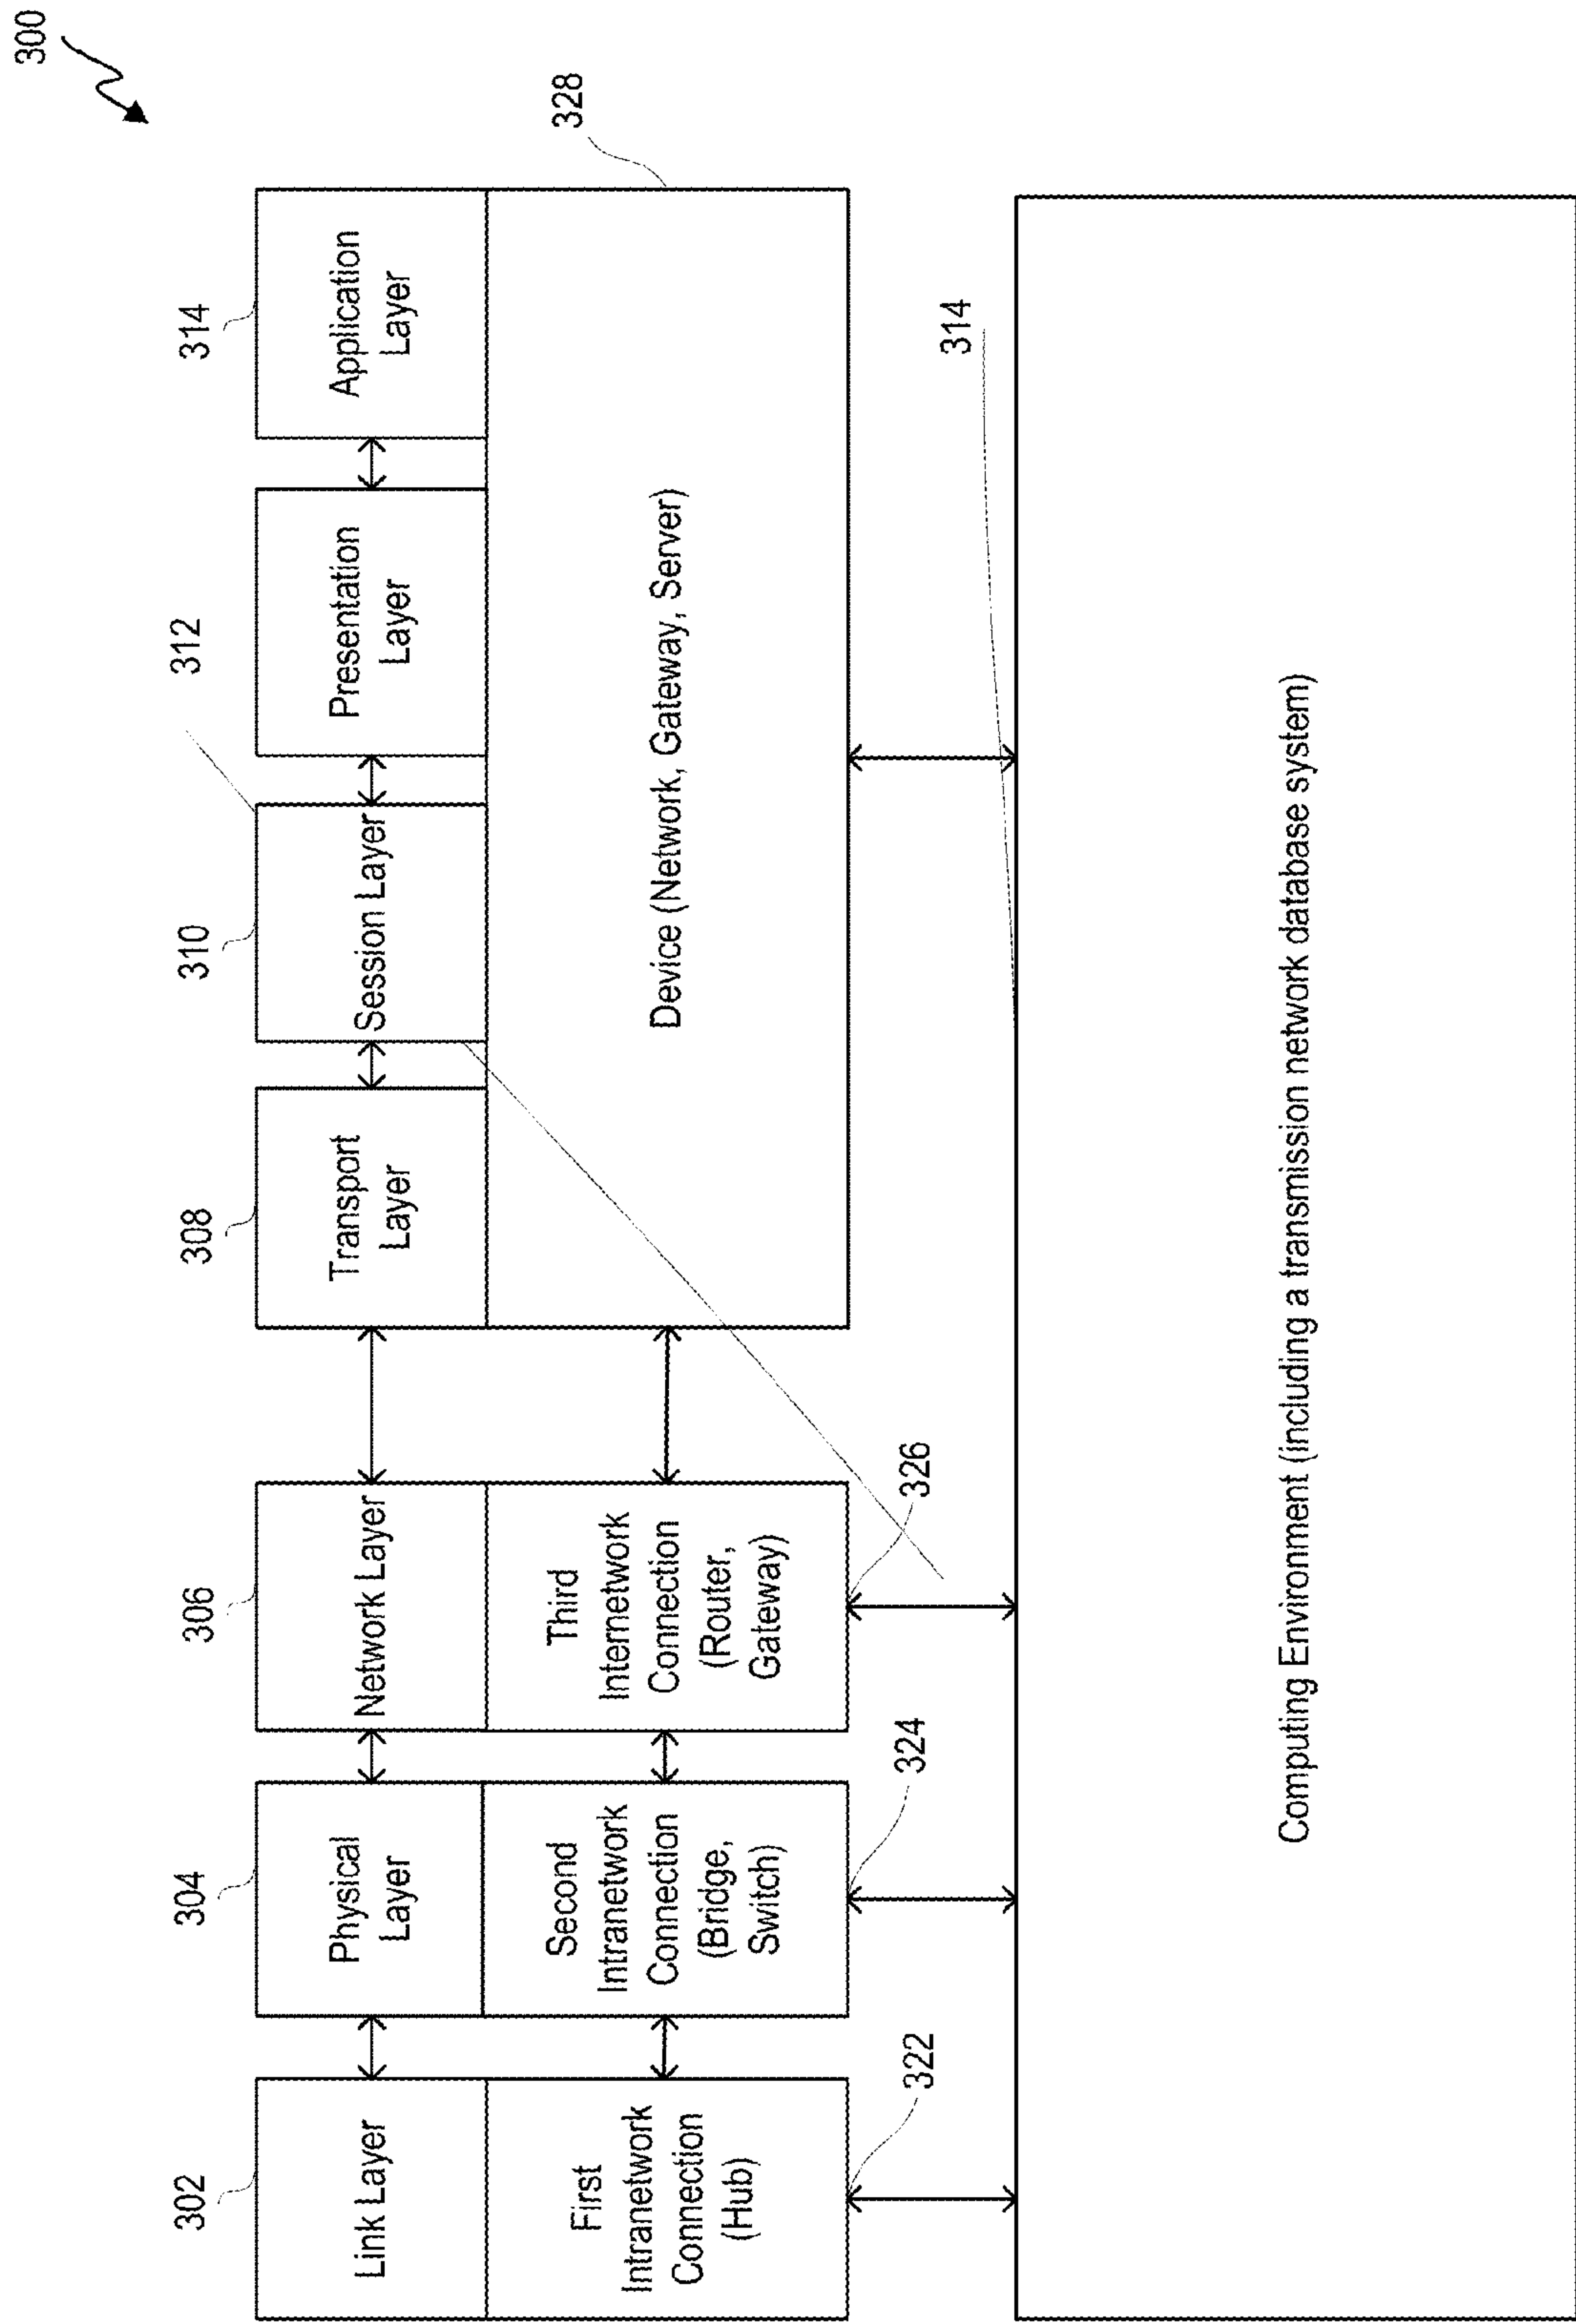 300
302
304
306
308
310
312
314
Link Layer
Physical
Layer
Network Layer
Transport
Layer
Session Layer
Presentation
Layer
Application
Layer
First
Intranetwork
Connection
(Hub)
Second
Intranetwork
Connection
(Bridge,
Switch)
Third
Internetwork
Connection
(Router,
Gateway)
Device (Network, Gateway, Server)
328
322
324
326
314
Computing Environment (including a transmission network database system)